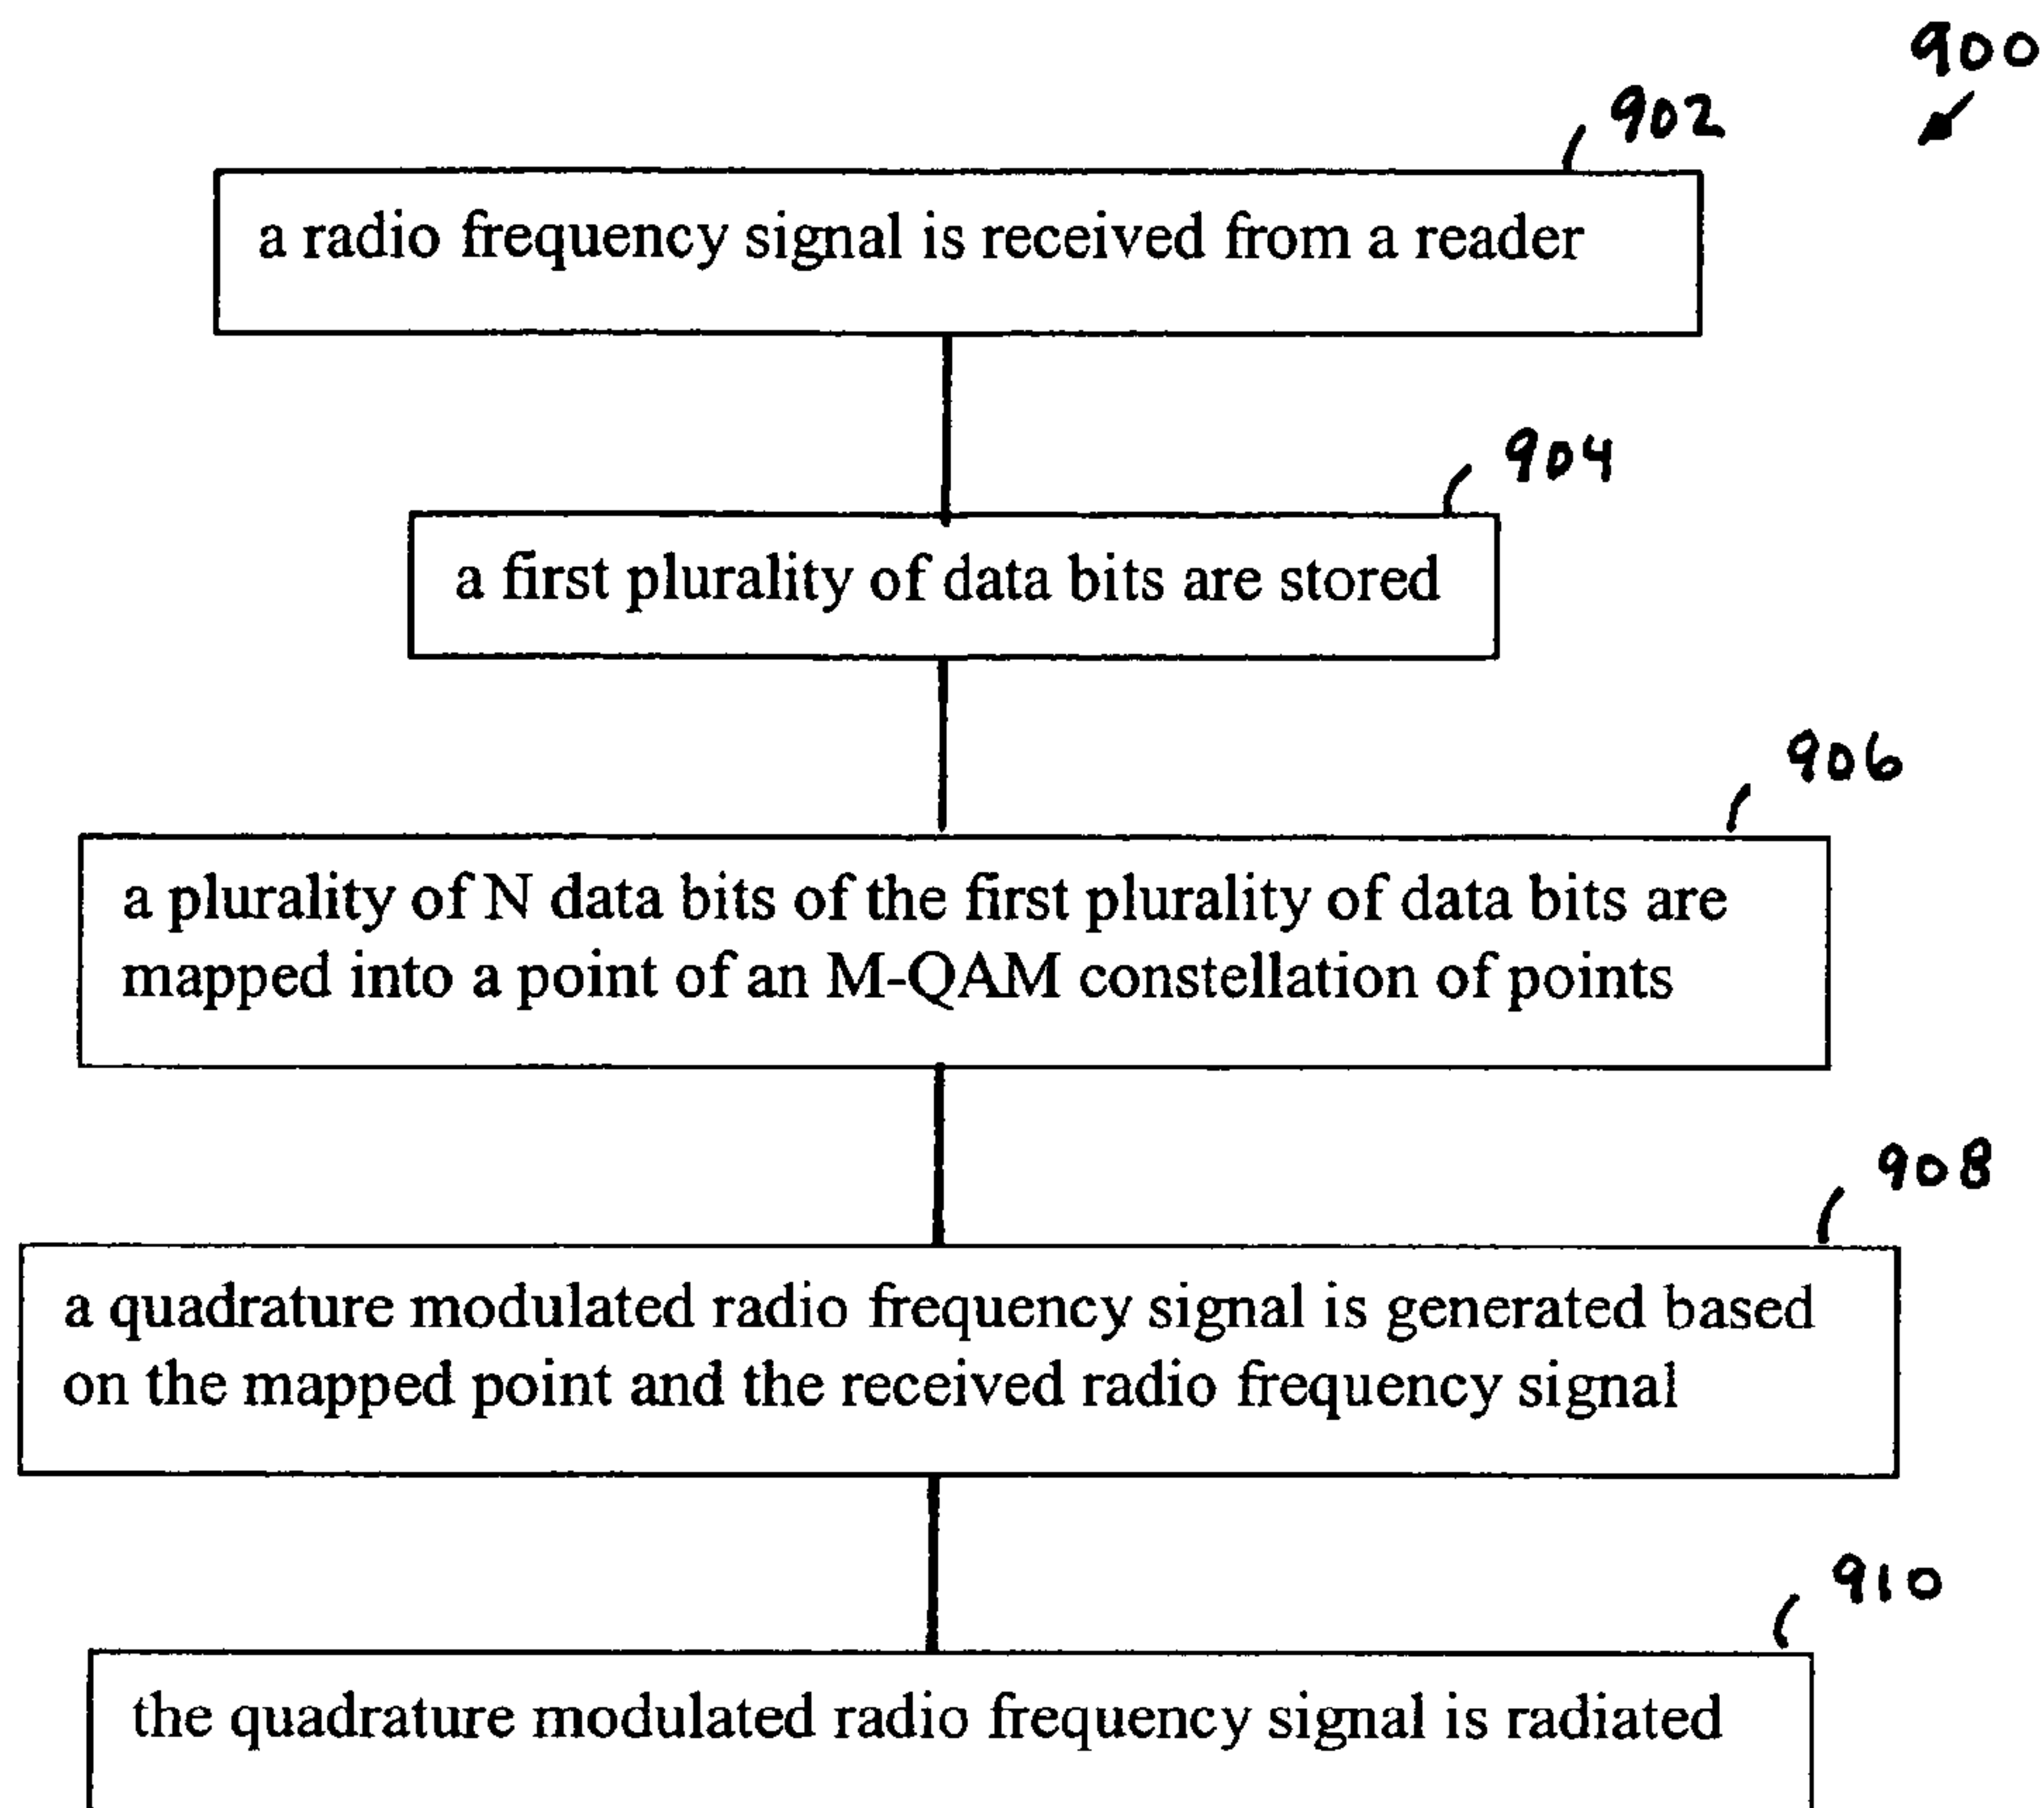 900
902
a radio frequency signal is received from a reader
904
a first plurality of data bits are stored
906
a plurality of N data bits of the first plurality of data bits are
mapped into a point of an M-QAM constellation of points
908
a quadrature modulated radio frequency signal is generated based
on the mapped point and the received radio frequency signal
910
the quadrature modulated radio frequency signal is radiated